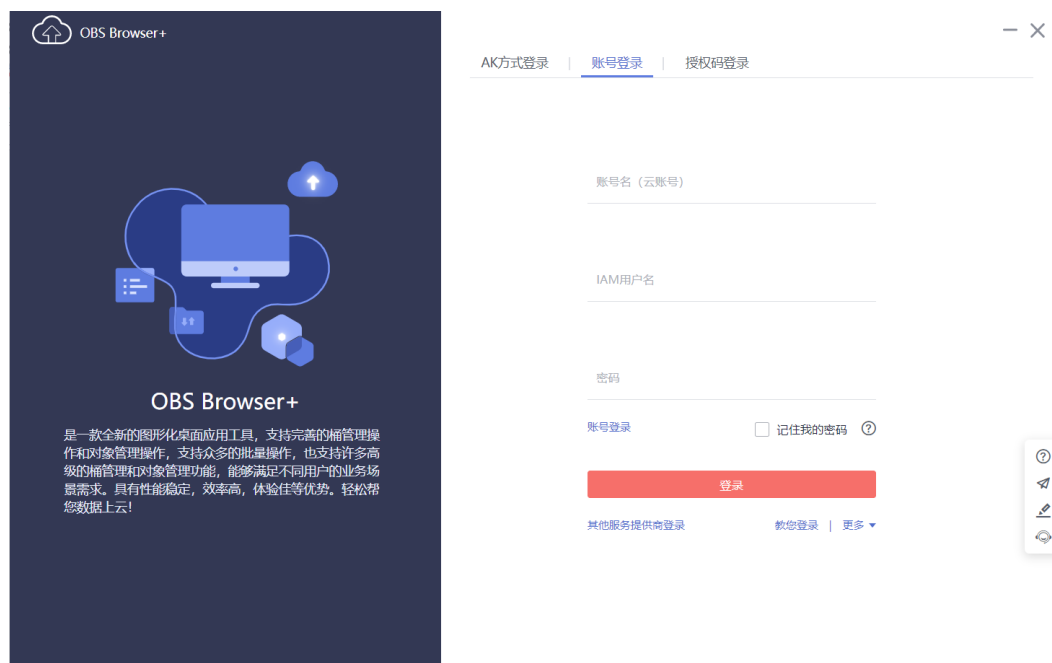 OBS Browser+
AK方式登录 | 账号登录 | 授权码登录
账号名（云账号）
IAM用户名
密码
账号登录
记住我的密码
登录
其他服务提供商登录
教您登录 | 更多
OBS Browser+
是一款全新的图形化桌面应用工具，支持完善的桶管理操
作和对象管理操作，支持众多的批量操作，也支持许多高
级的桶管理和对象管理功能，能够满足不同用户的业务场
景需求。具有性能稳定，效率高，体验佳等优势。轻松帮
您数据上云！